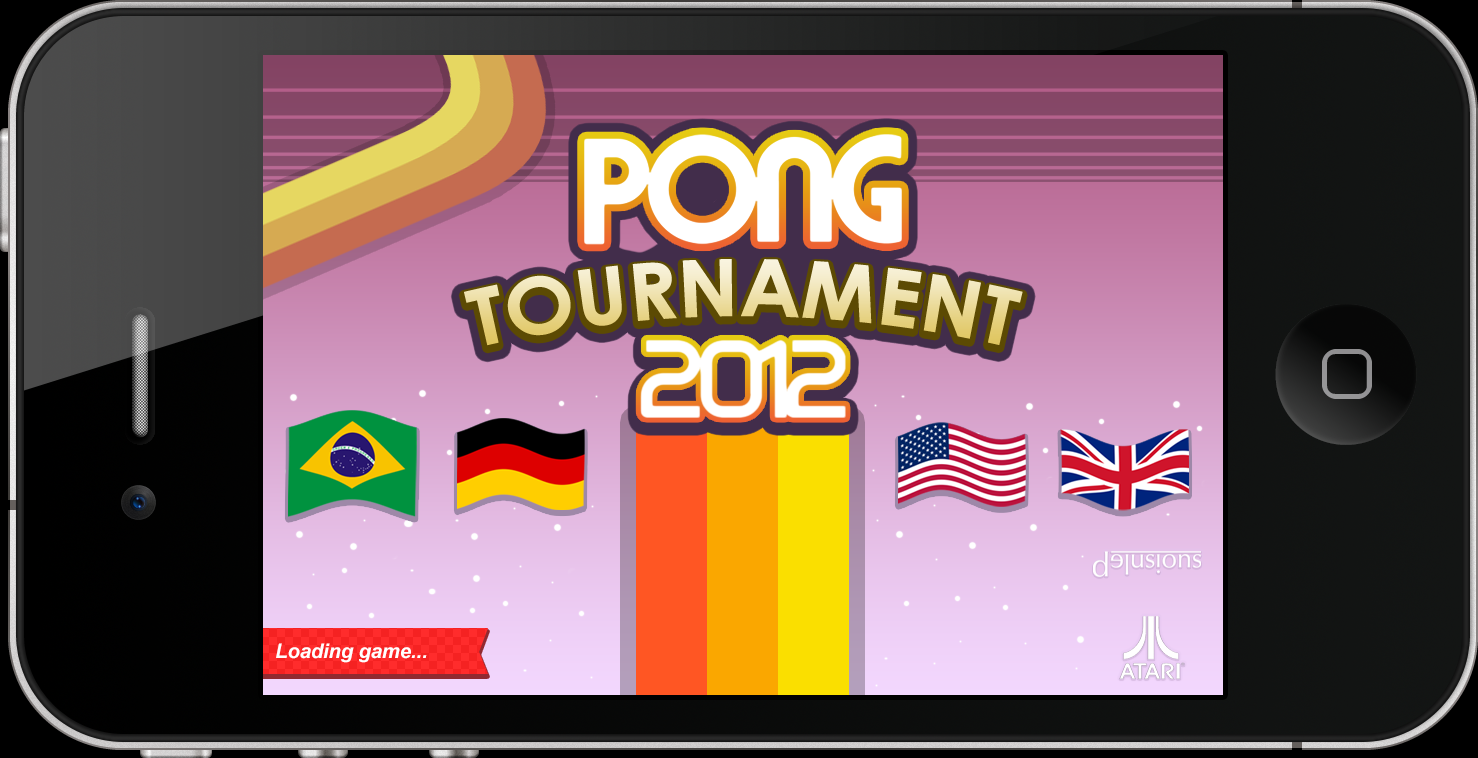 PONG
TOURNAMENT
2012
delusions
Loading game...
ATARI